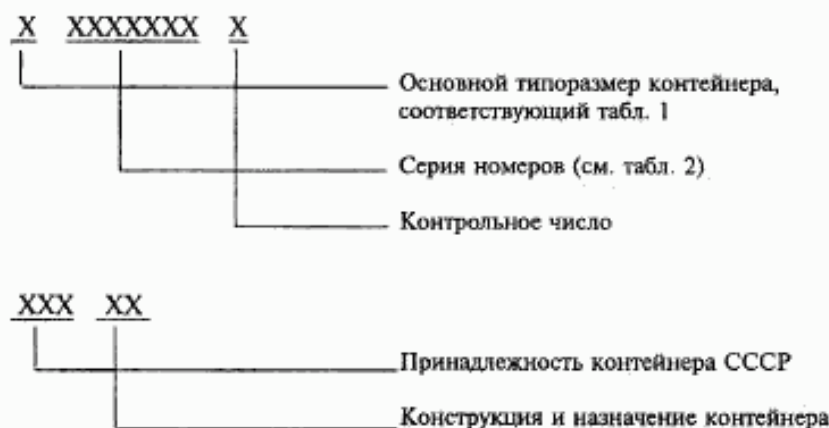 X XXXXXXX X
Основной типоразмер контейнера,
соответствующий табл. 1
Серия номеров (см. табл. 2)
Контрольное число
XXX XX
Принадлежность контейнера СССР
Конструкция и назначение контейнера